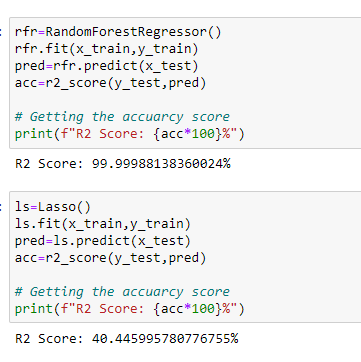 rfr=RandomForestRegressor()
rfr.fit(x_train,y_train)
pred=rfr.predict(x_test)
acc=r2_score(y_test,pred)
# Getting the accuarcy score
print(f"R2 Score: {acc*100}%")
R2 Score: 99.99988138360024%
ls=Lasso()
ls.fit(x_train,y_train)
pred=ls.predict(x_test)
acc=r2_score(y_test,pred)
# Getting the accuarcy score
print(f"R2 Score: {acc*100}%")
R2 Score: 40.445995780776755%